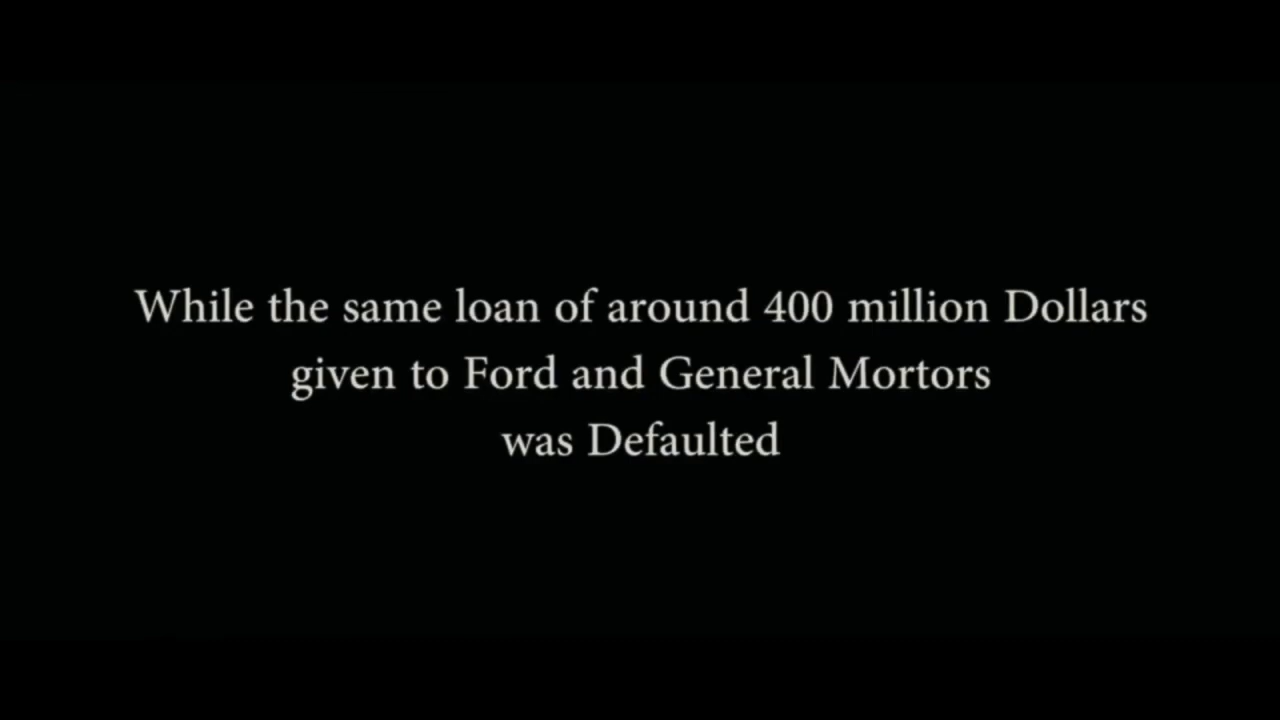 While the same loan of around 400 million Dollars
given to Ford and General Mortors
was Defaulted